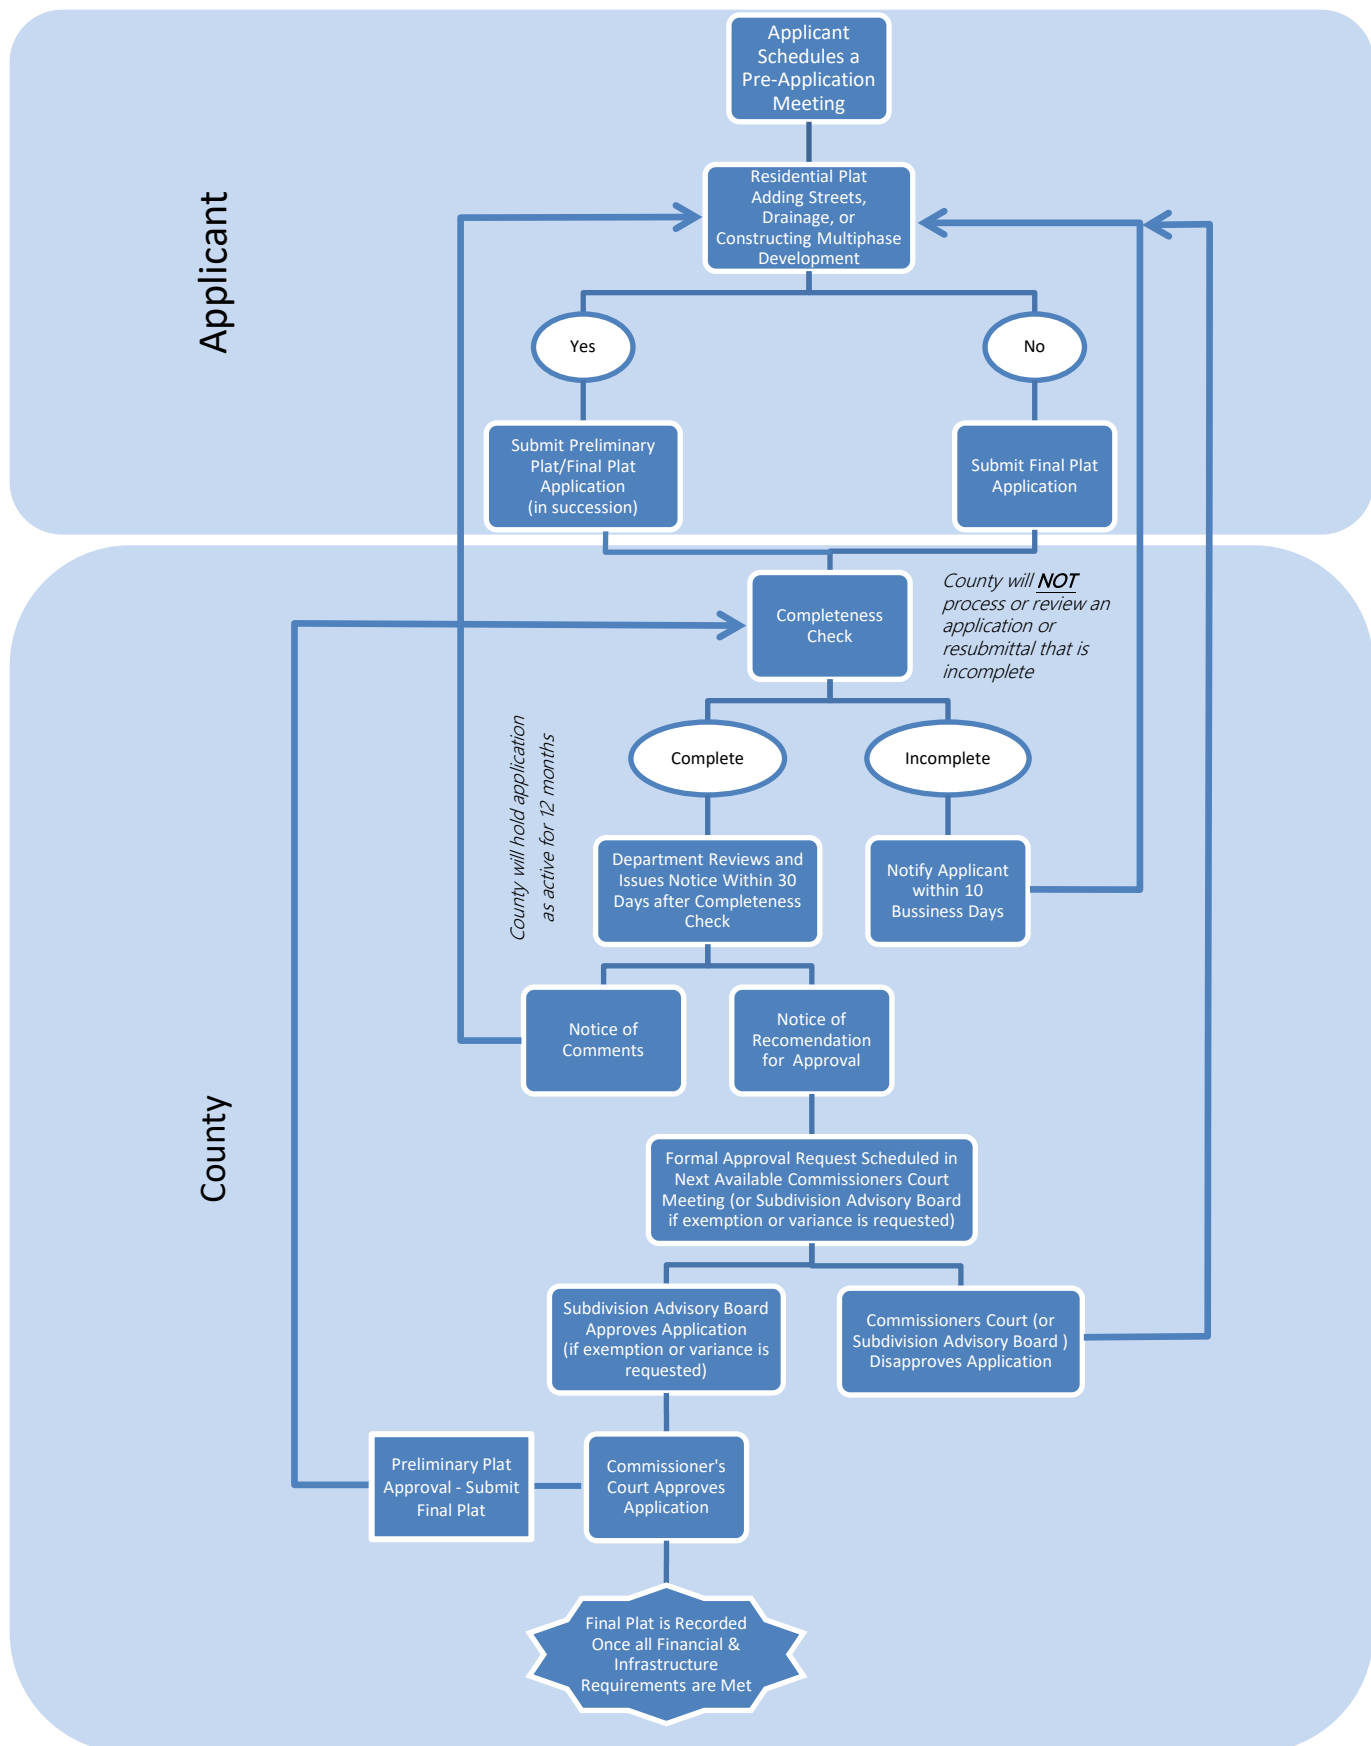 Applicant
Schedules a
Pre-Application
Meeting
Applicant
Residential Plat
Adding Streets,
Drainage, or
Constructing Multiphase
Development
Yes
No
Submit Preliminary
Plat/Final Plat
Application
(in succession)
Submit Final Plat
Application
County
Completeness
Check
County will NOT
process or review an
application or
resubmittal that is
incomplete
County will hold application
as active for 12 months
Complete
Incomplete
Department Reviews and
Issues Notice Within 30
Days after Completeness
Check
Notify Applicant
within 10
Bussiness Days
Notice of
Comments
Notice of
Recomendation
for Approval
Formal Approval Request Scheduled in
Next Available Commissioners Court
Meeting (or Subdivision Advisory Board
if exemption or variance is requested)
Subdivision Advisory Board
Approves Application
(if exemption or variance is
requested)
Commissioners Court (or
Subdivision Advisory Board )
Disapproves Application
Preliminary Plat
Approval - Submit
Final Plat
Commissioner's
Court Approves
Application
Final Plat is Recorded
Once all Financial &
Infrastructure
Requirements are Met